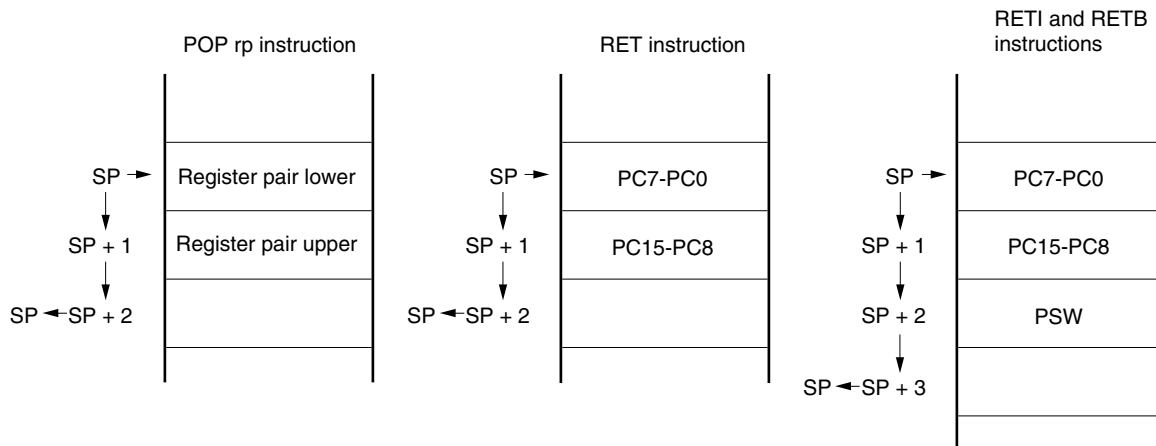 POP rp instruction
SP
Register pair lower
SP + 1
Register pair upper
SP
SP + 2
RET instruction
SP
PC7-PC0
SP + 1
PC15-PC8
SP
SP + 2
RETI and RETB
instructions
SP
PC7-PC0
SP + 1
PC15-PC8
SP + 2
PSW
SP
SP + 3